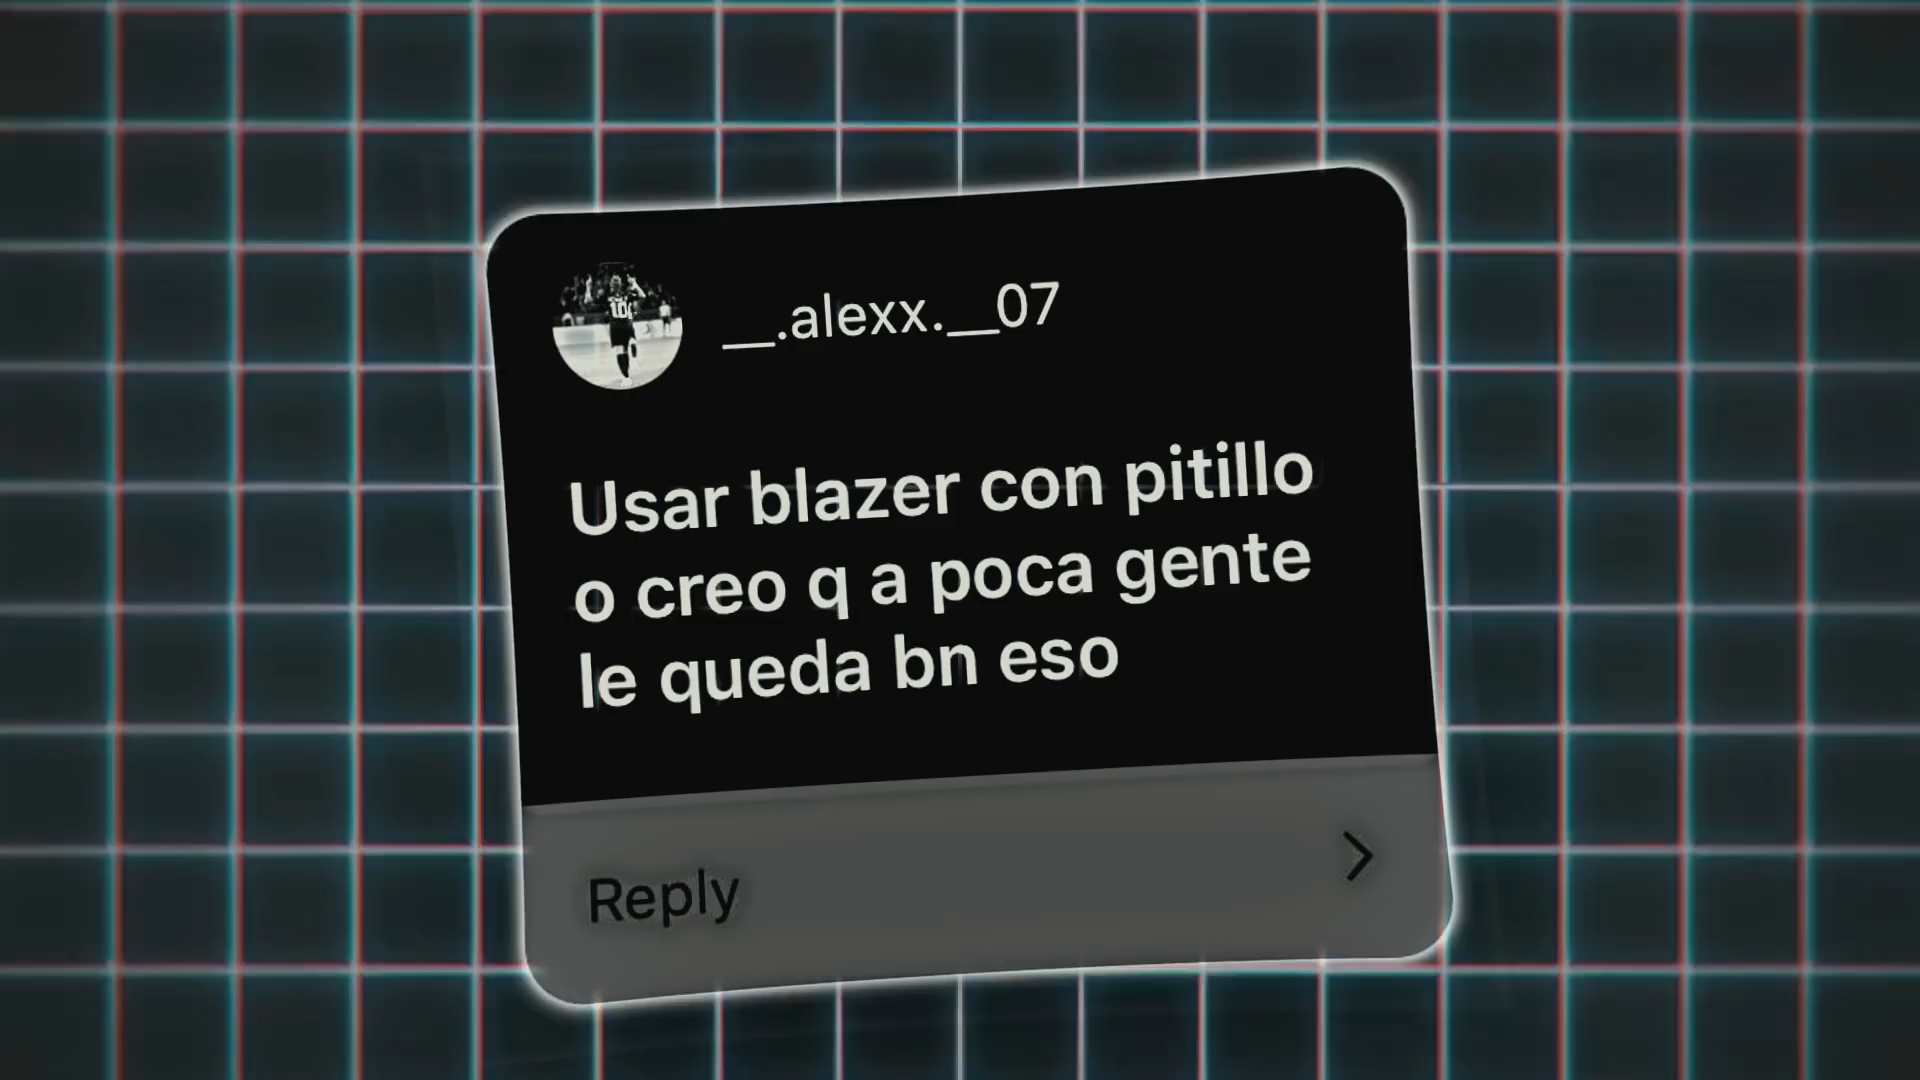 __.alexx.__07
Usar blazer con pitillo
o creo q a poca gente
le queda bn eso
Reply